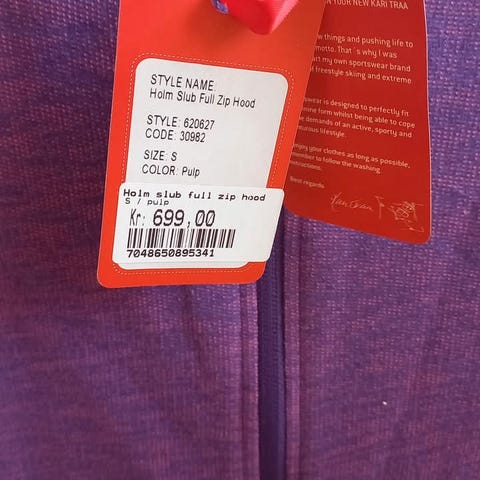 STYLE NAME:
Holm Slub Full Zip Hood
STYLE: 620627
CODE: 30982
SIZE: S
COLOR: Pulp
Holm slub full zip hood
S / pulp
Kr: 699,00
7048650895341
YOUR NEW KARI TRAA
things and pushing life to
motto. That´s why I was
my own sportswear brand
freestyle skiing and extreme
is designed to perfectly fit
form whilst being able to cope
demands of an active, sporty and
lifestyle.
enjoy your clothes as long as possible,
remember to follow the washing
instructions.
Best regards